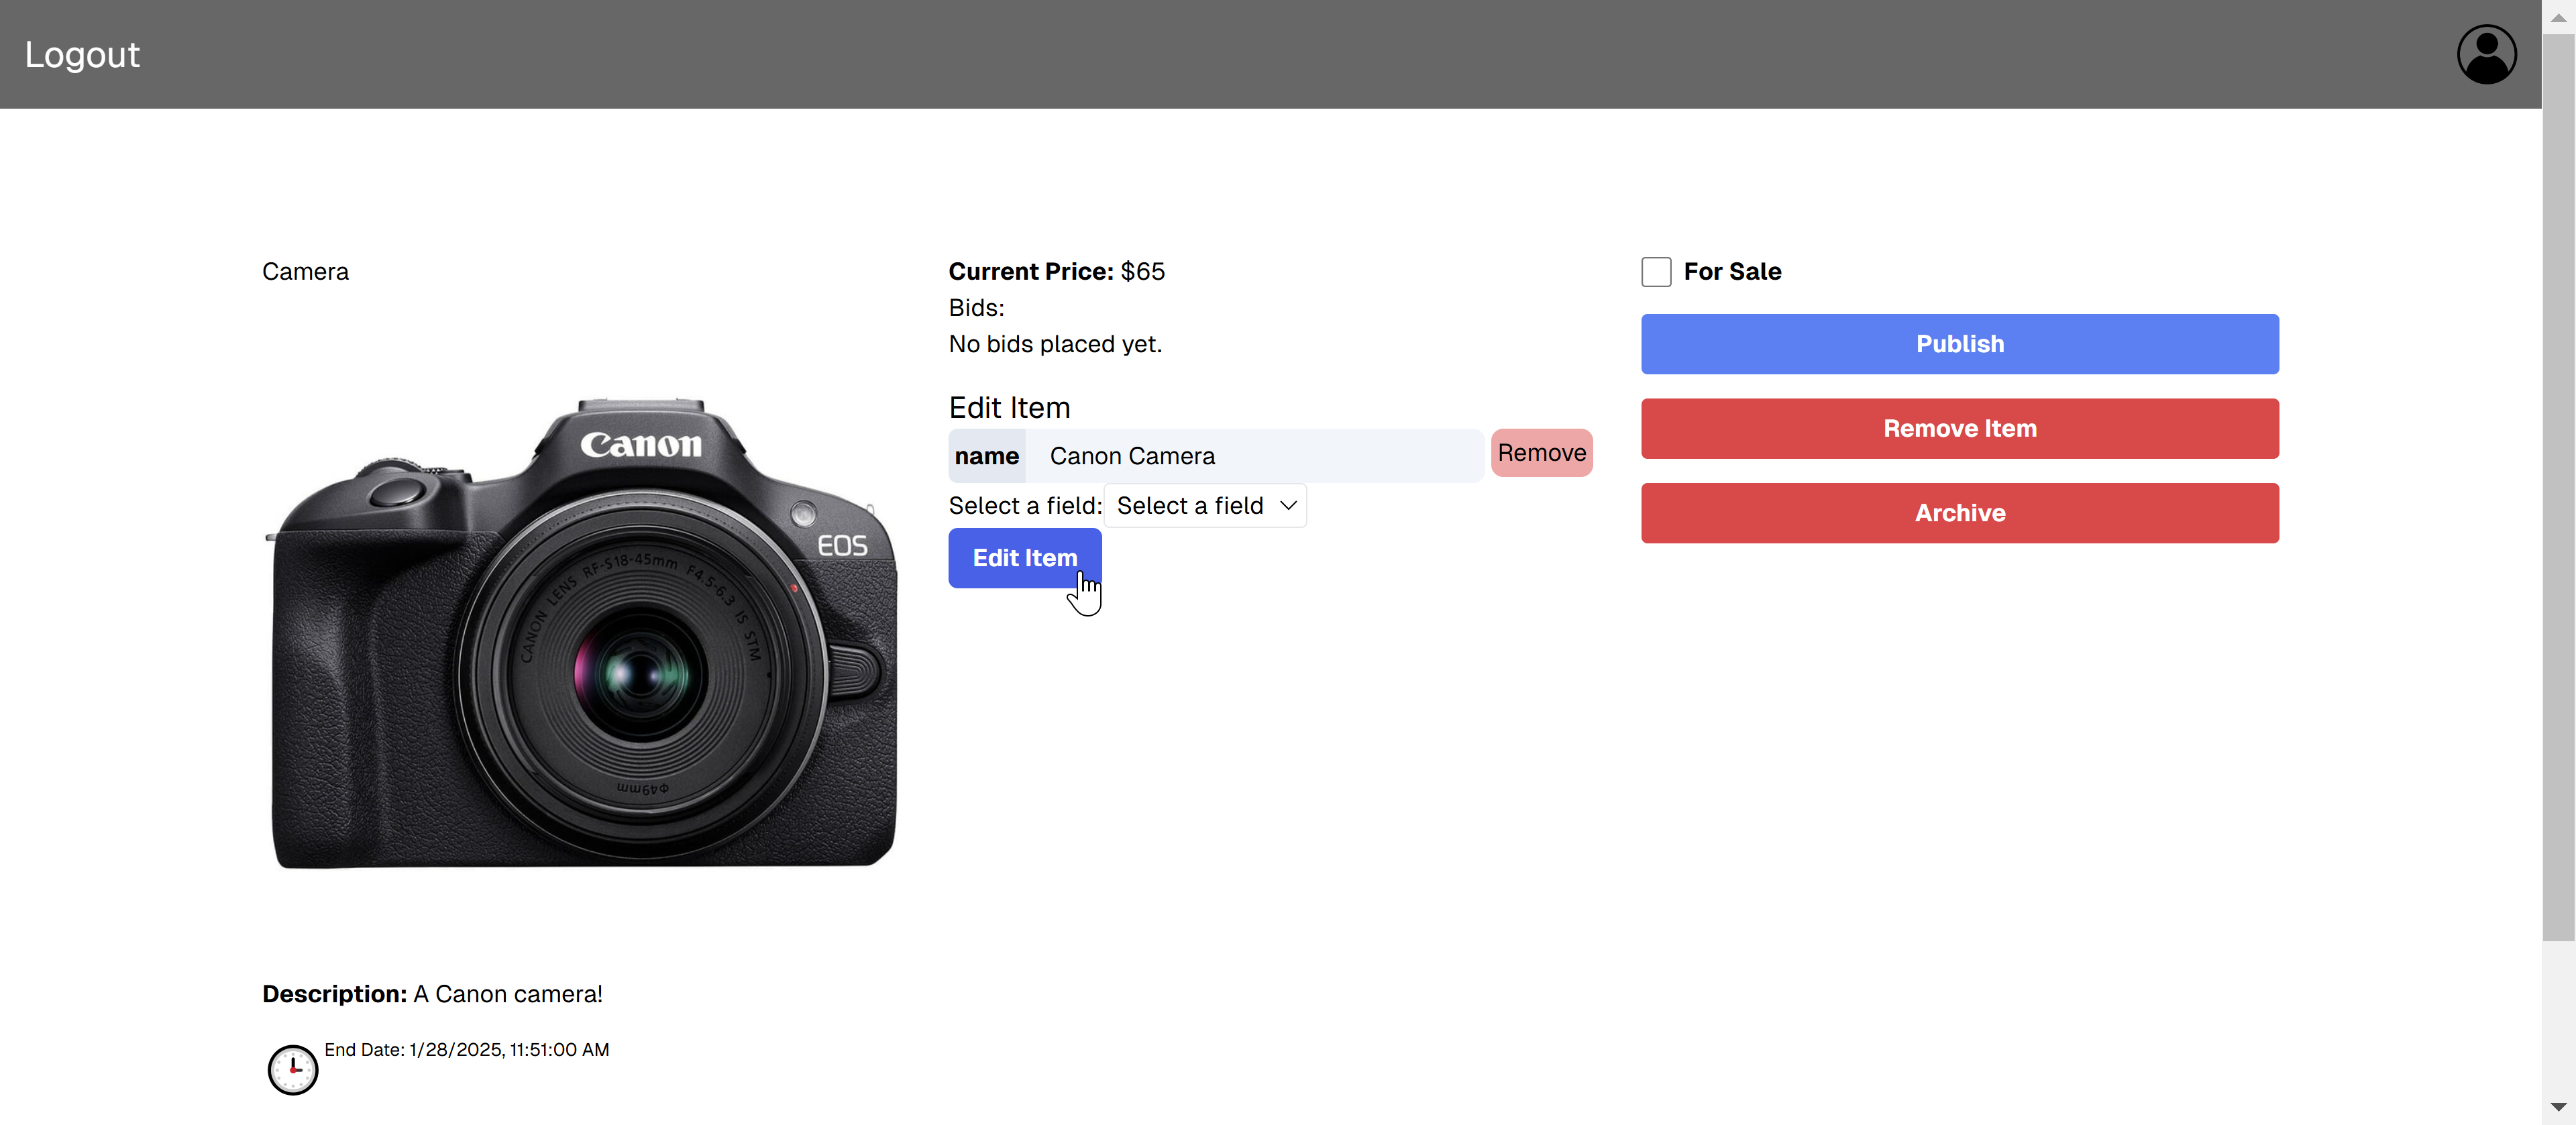 Logout
Camera
Canon
EOS
CANON LENS RF-S18-45mm F4.5-6.3 IS STM
Φ49mm
Description: A Canon camera!
End Date: 1/28/2025, 11:51:00 AM
Current Price: $65
Bids:
No bids placed yet.
Edit Item
name Canon Camera Remove
Select a field: Select a field
Edit Item
For Sale
Publish
Remove Item
Archive